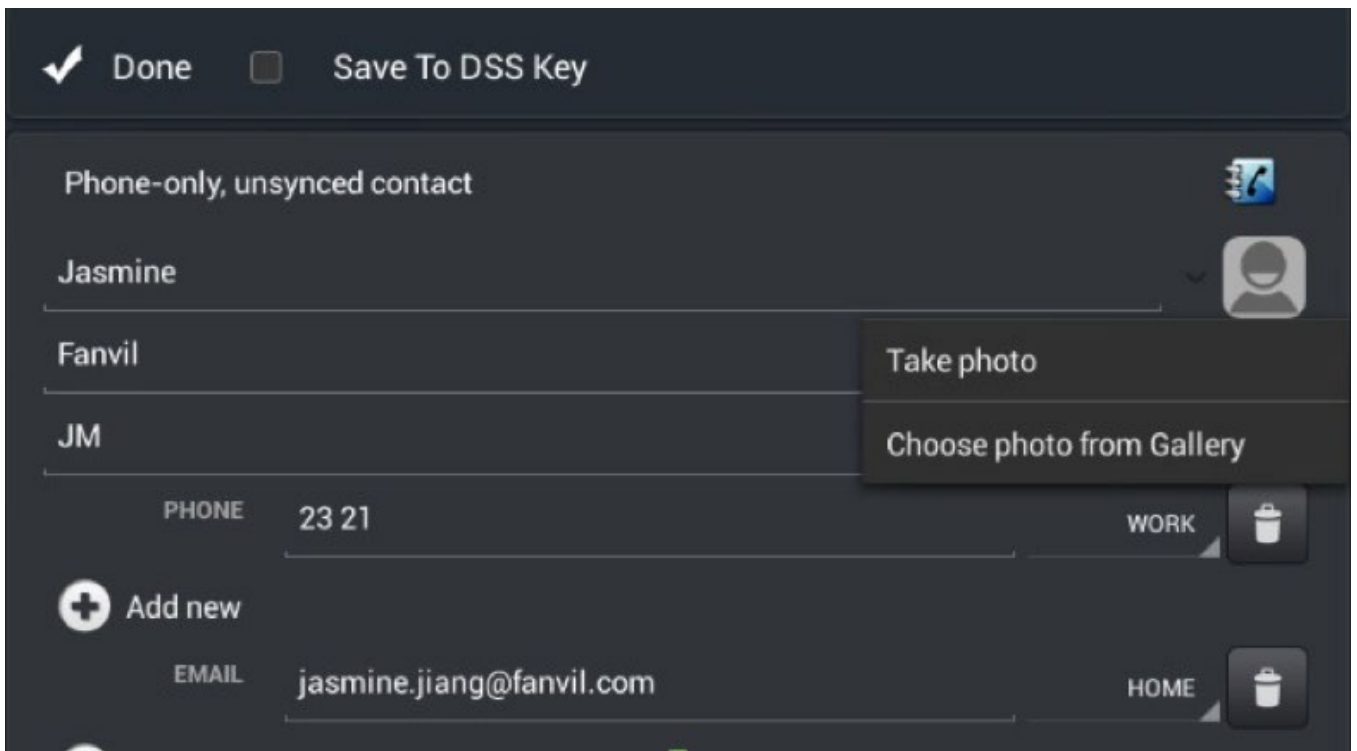 Done Save To DSS Key
Phone-only, unsynced contact
Jasmine
Fanvil
Take photo
JM
Choose photo from Gallery
PHONE 23 21 WORK
Add new
EMAIL jasmine.jiang@fanvil.com HOME